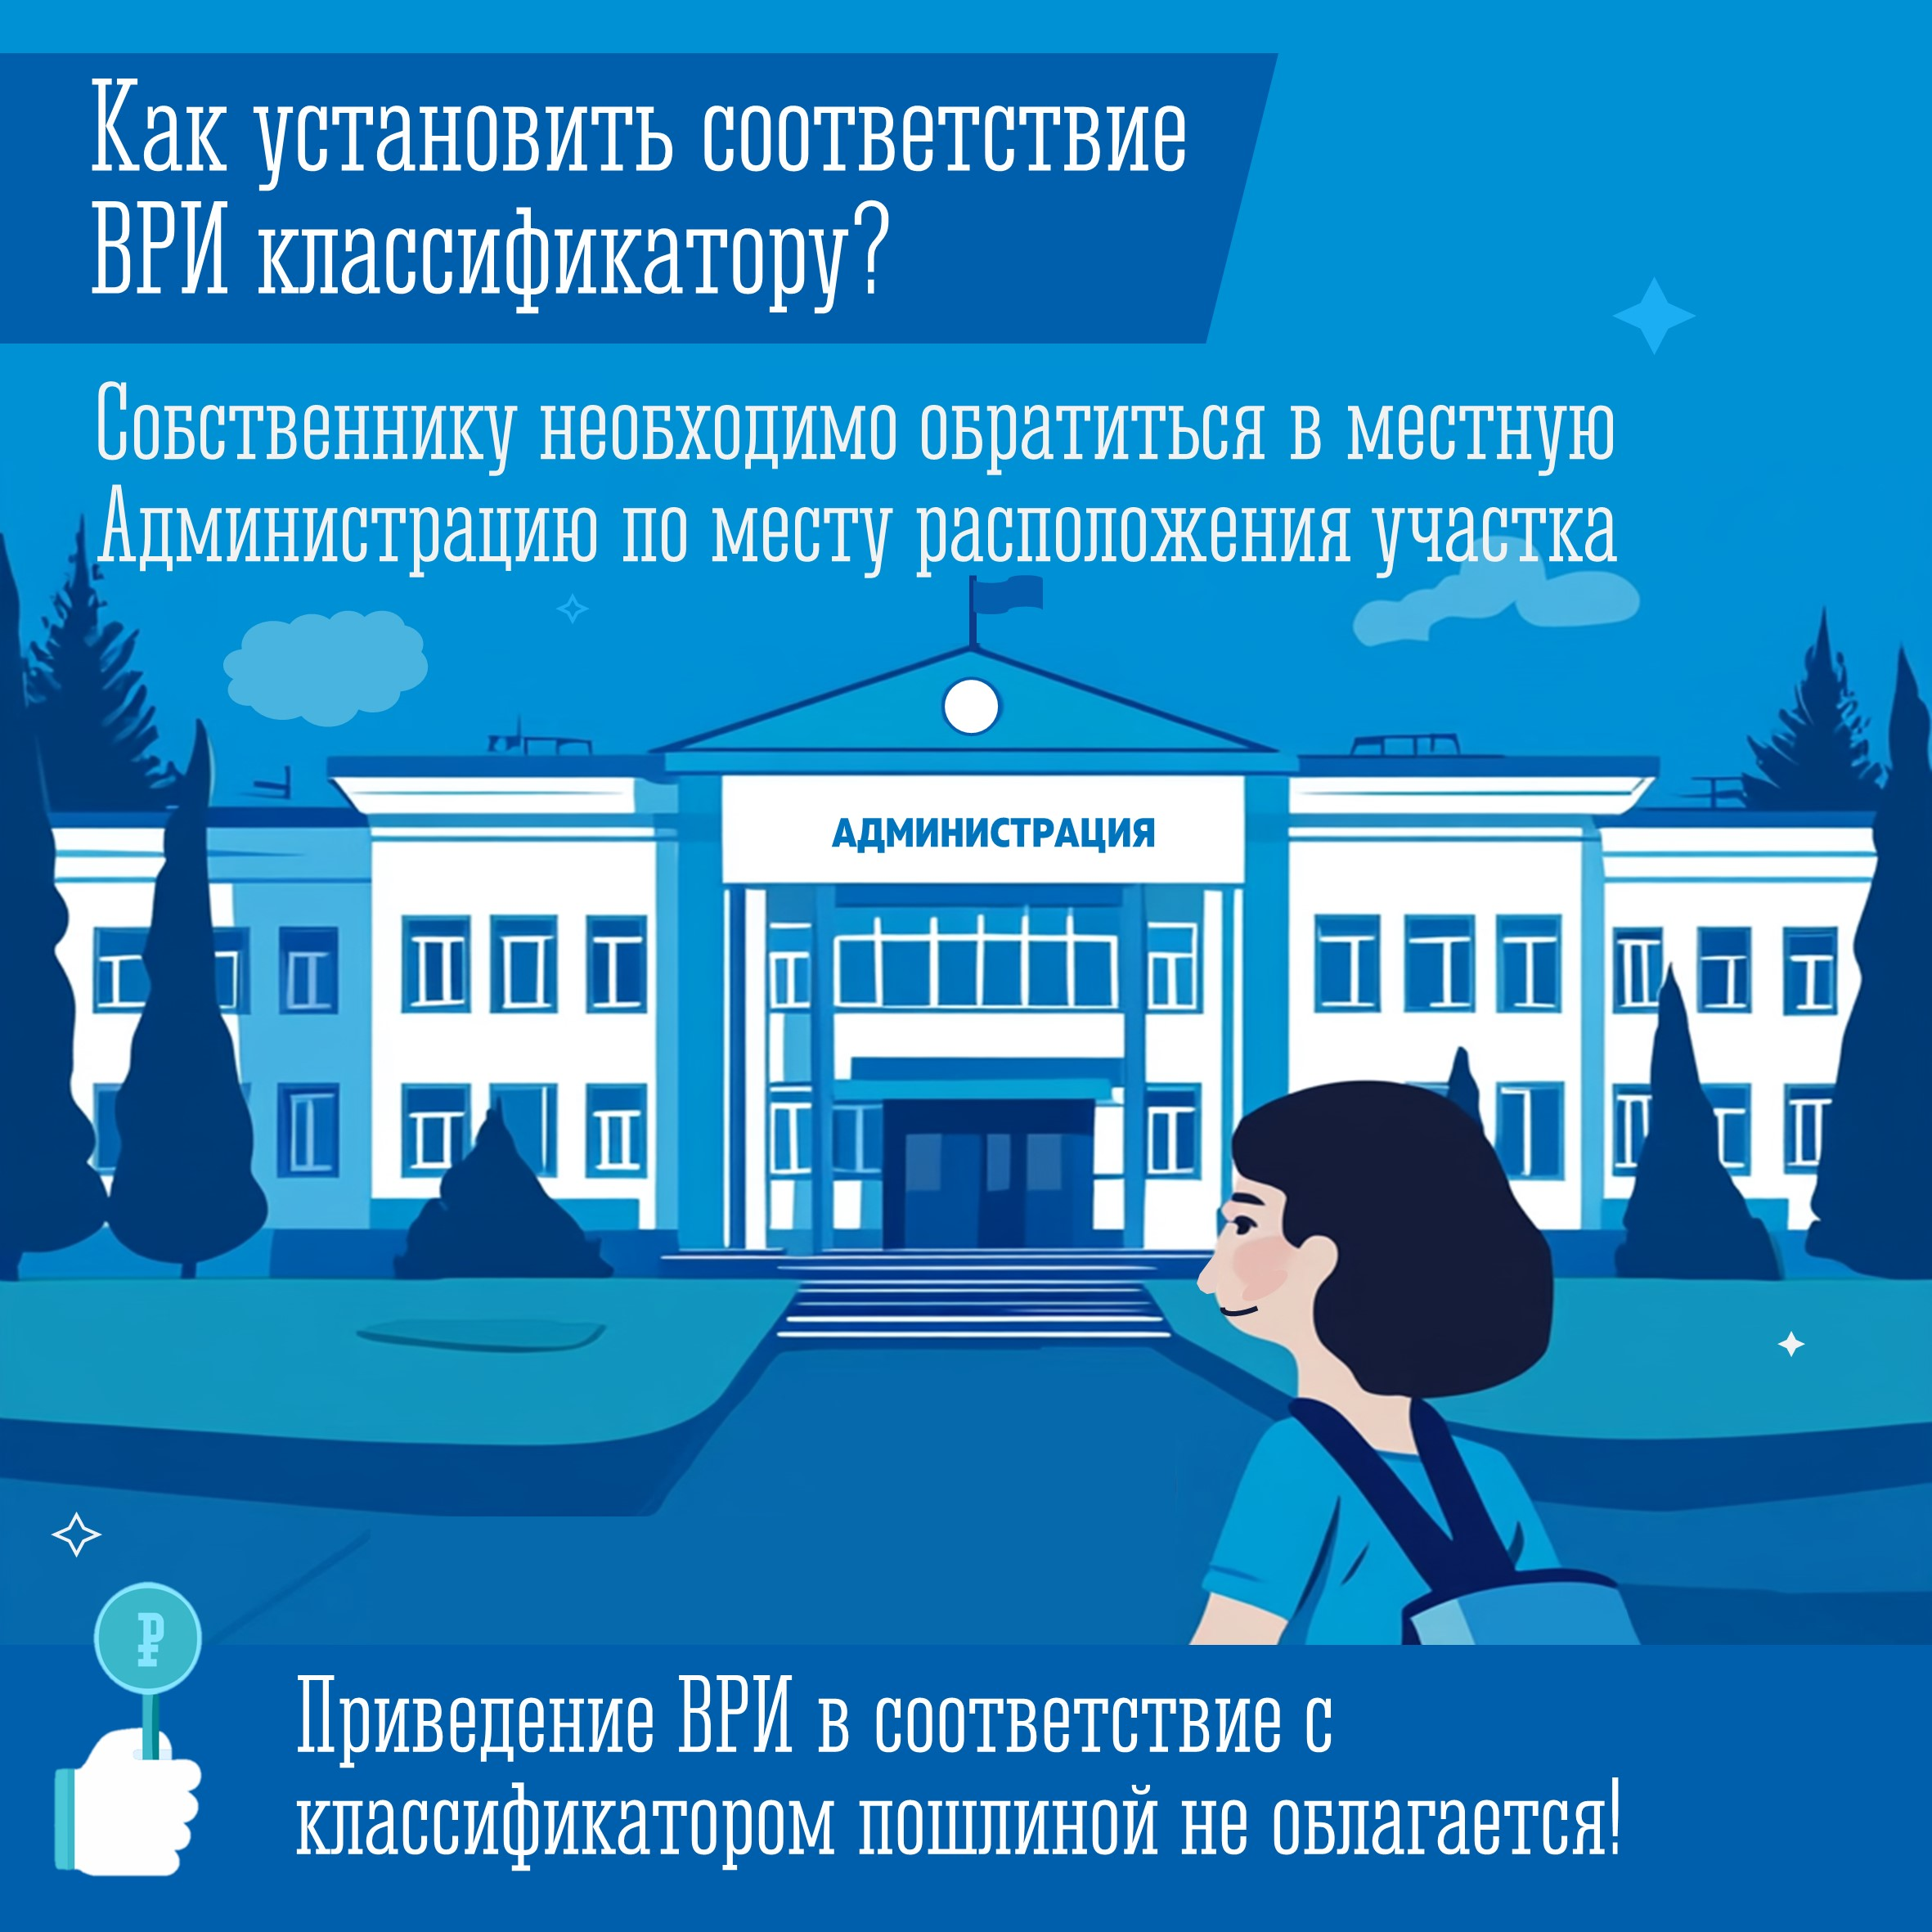 Как установить соответствие
ВРИ классификатору?
Собственнику необходимо обратиться в местную
Администрацию по месту расположения участка
АДМИНИСТРАЦИЯ
₽
Приведение ВРИ в соответствие с
классификатором пошлиной не облагается!